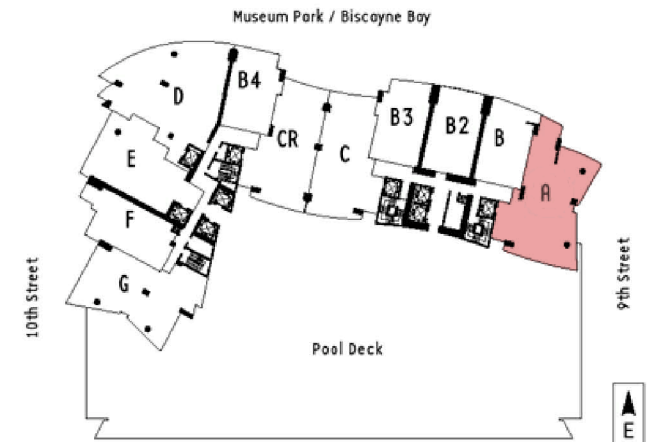 Museum Park / Biscayne Bay
D
B4
E
CR
C
B3
B2
B
A
F
G
10th Street
9th Street
Pool Deck
E